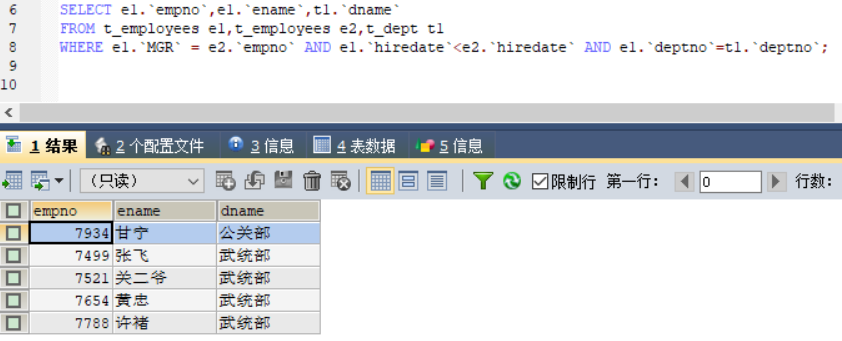 6 SELECT e1.`empno`,e1.`ename`,t1.`dname`
7 FROM t_employees e1,t_employees e2,t_dept t1
8 WHERE e1.`MGR` = e2.`empno` AND e1.`hiredate`<e2.`hiredate` AND e1.`deptno`=t1.`deptno`;
9
10
1 结果 2 个配置文件 3 信息 4 表数据 5 信息
（只读） 限制行 第一行： 0 行数：
empno ename dname
7934 甘宁 公关部
7499 张飞 武统部
7521 关二爷 武统部
7654 黄忠 武统部
7788 许褚 武统部